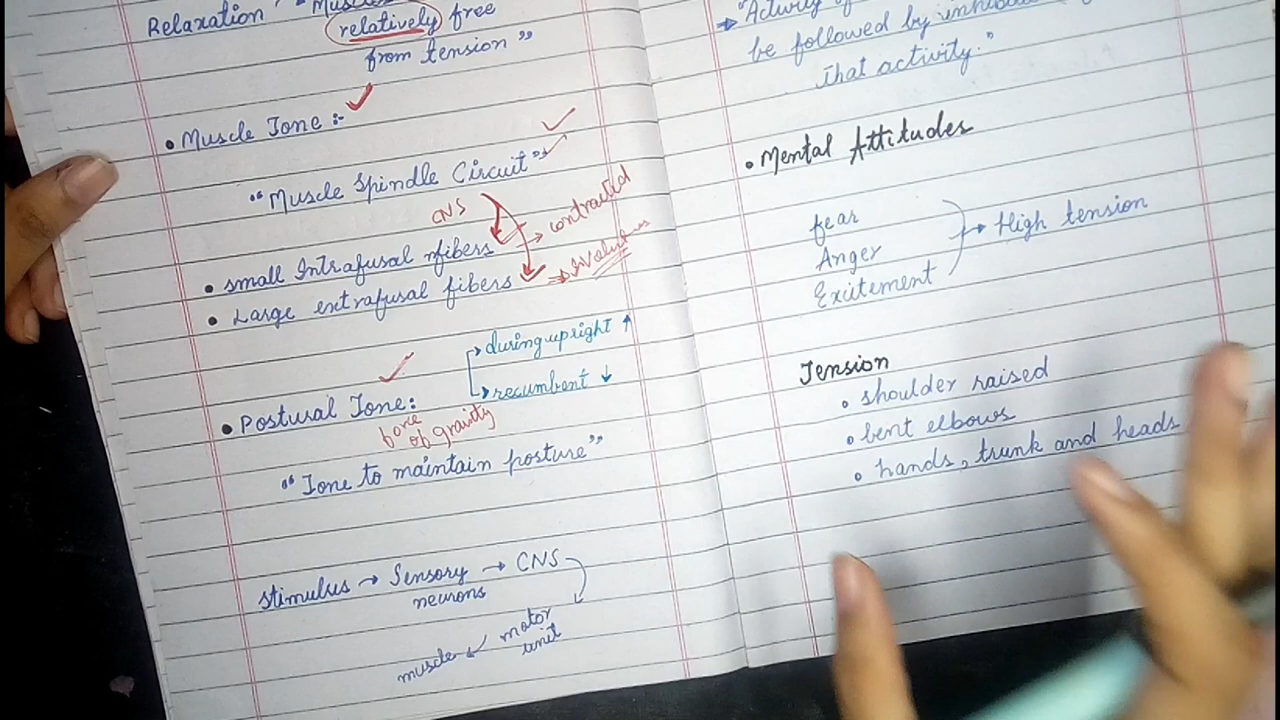 Relaxation "Muscles
relatively free
from tension"
• Muscle Tone :-
"Muscle Spindle Circuit"
CNS
contracted
• small Intrafusal fibers
• Large extrafusal fibers
during upright ↑
recumbent ↓
• Postural Tone:
force of gravity
"Tone to maintain posture"
stimulus → Sensory neurons → CNS
motor unit
muscle
→ "Activity of
be followed by
that activity."
• Mental Attitudes
fear
Anger → High tension
Excitement
Tension
• shoulder raised
• bent elbows
• hands, trunk and heads